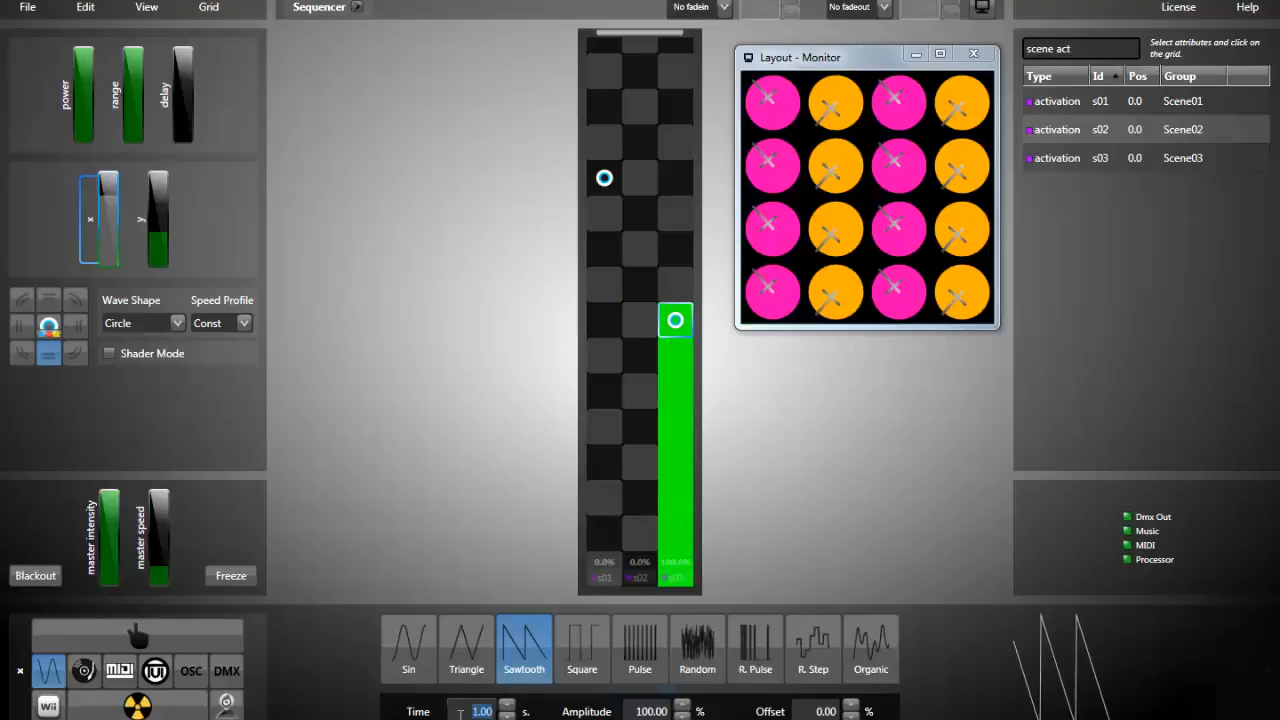 File Edit View Grid
Sequencer
No fadein
No fadeout
License Help
power
range
delay
x
y
Wave Shape Speed Profile
Circle Const
Shader Mode
master intensity
master speed
Blackout
Freeze
Layout - Monitor
0.0% 0.0% 100.0%
s01 s02
scene act
Select attributes and click on
the grid.
Type Id Pos Group
activation s01 0.0 Scene01
activation s02 0.0 Scene02
activation s03 0.0 Scene03
Dmx Out
Music
MIDI
Processor
x
MIDI OSC DMX
Wii
Sin Triangle Sawtooth Square Pulse Random R. Pulse R. Step Organic
Time 1.00 s. Amplitude 100.00 % Offset 0.00 %